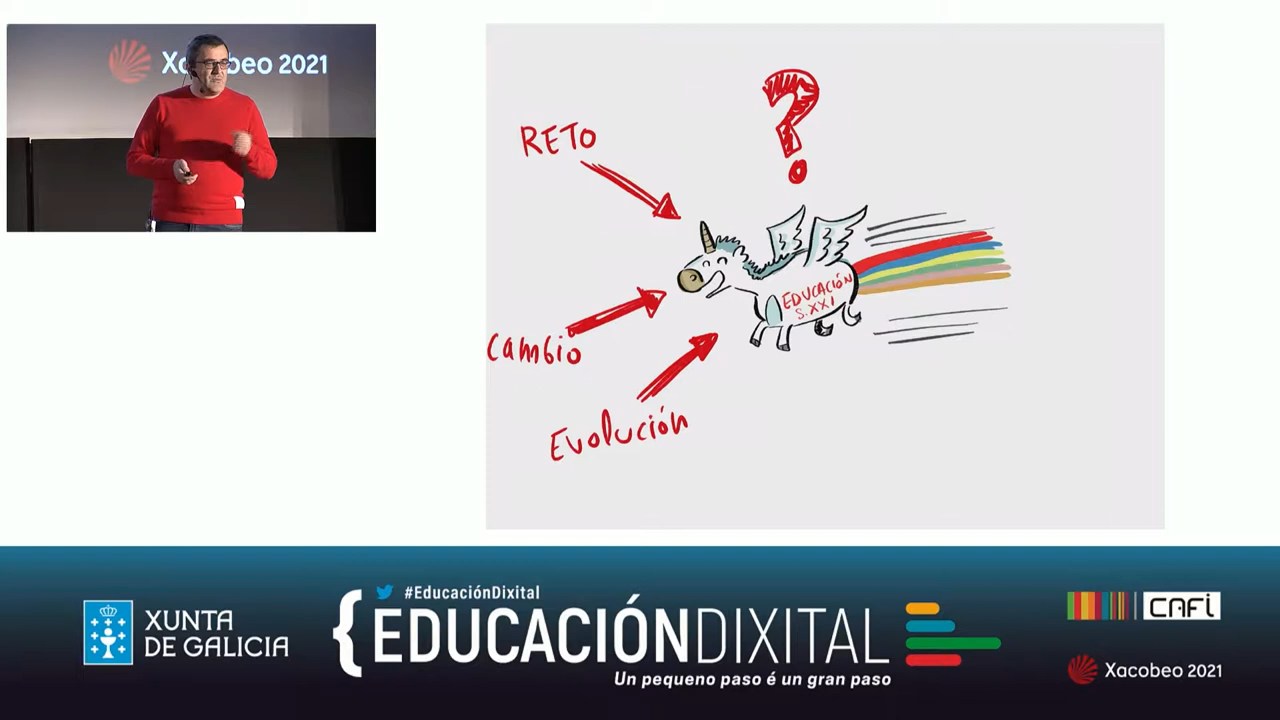 Xacobeo 2021
?
RETO
EDUCACIÓN
S.XXI
Cambio
Evolución
XUNTA
DE GALICIA
#EducaciónDixital
{EDUCACIÓNDIXITAL
Un pequeno paso é un gran paso
CAFi
Xacobeo 2021